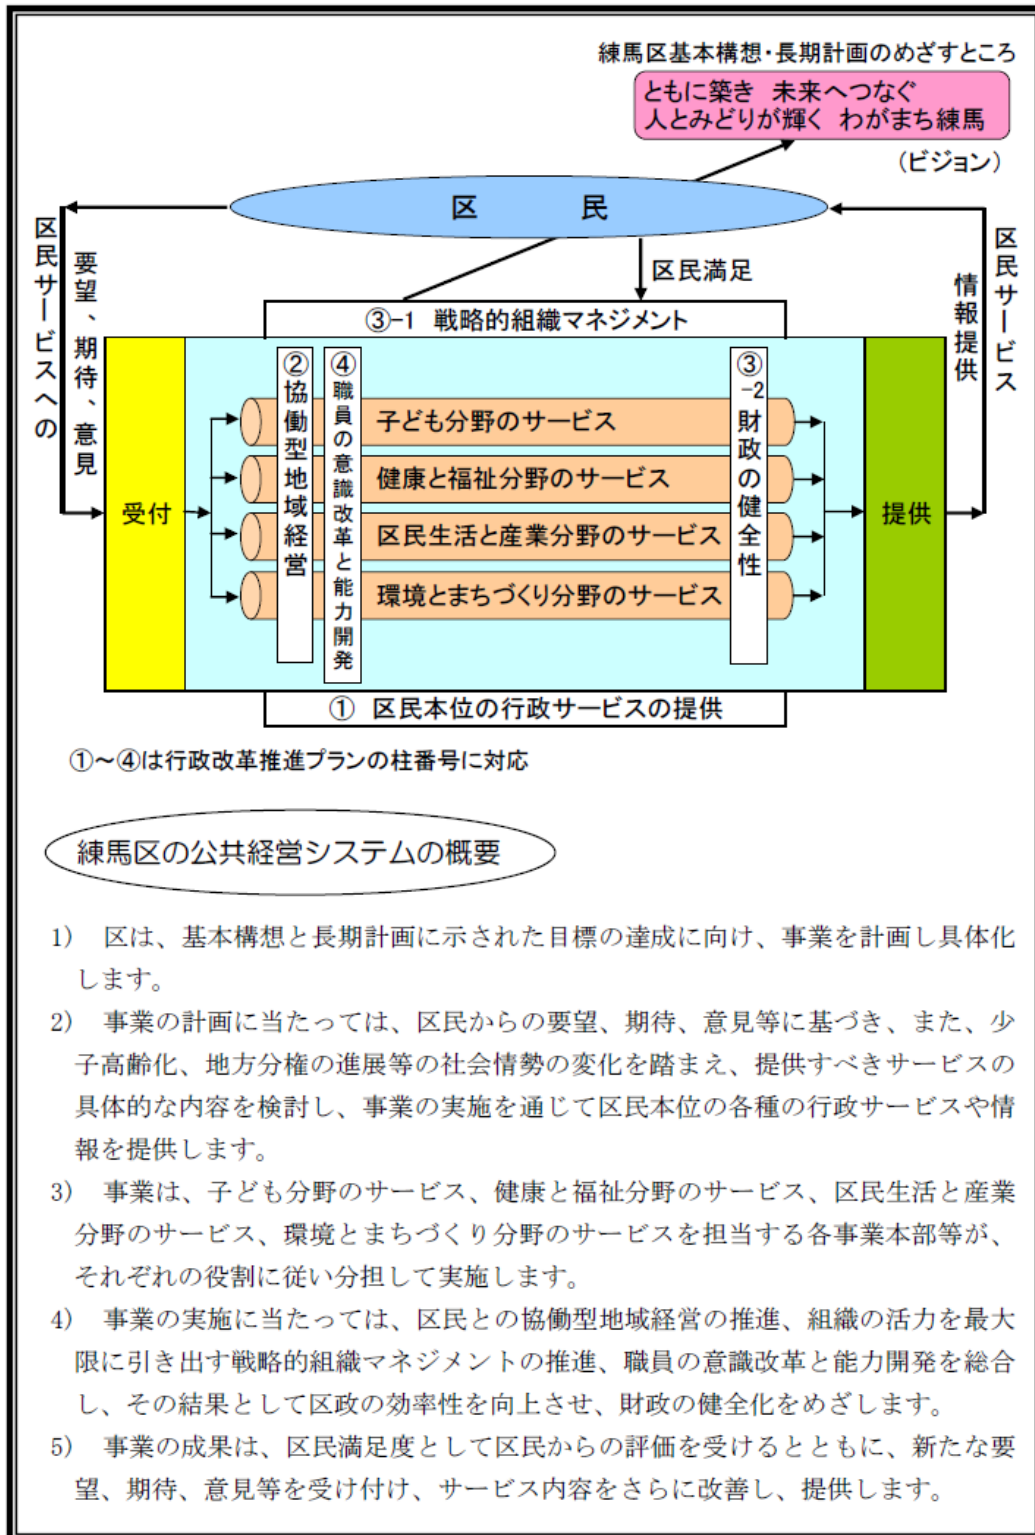 練馬区基本構想・長期計画のめざすところ
ともに築き 未来へつなぐ
人とみどりが輝く わがまち練馬
（ビジョン）
区 民
区民サービスへの
要望、期待、意見
区民満足
情報提供
区民サービス
③-1 戦略的組織マネジメント
受付
②協働型地域経営
④職員の意識改革と能力開発
③-2財政の健全性
子ども分野のサービス
健康と福祉分野のサービス
区民生活と産業分野のサービス
環境とまちづくり分野のサービス
提供
① 区民本位の行政サービスの提供
①～④は行政改革推進プランの柱番号に対応
練馬区の公共経営システムの概要
1) 区は、基本構想と長期計画に示された目標の達成に向け、事業を計画し具体化
します。
2) 事業の計画に当たっては、区民からの要望、期待、意見等に基づき、また、少
子高齢化、地方分権の進展等の社会情勢の変化を踏まえ、提供すべきサービスの
具体的な内容を検討し、事業の実施を通じて区民本位の各種の行政サービスや情
報を提供します。
3) 事業は、子ども分野のサービス、健康と福祉分野のサービス、区民生活と産業
分野のサービス、環境とまちづくり分野のサービスを担当する各事業本部等が、
それぞれの役割に従い分担して実施します。
4) 事業の実施に当たっては、区民との協働型地域経営の推進、組織の活力を最大
限に引き出す戦略的組織マネジメントの推進、職員の意識改革と能力開発を総合
し、その結果として区政の効率性を向上させ、財政の健全化をめざします。
5) 事業の成果は、区民満足度として区民からの評価を受けるとともに、新たな要
望、期待、意見等を受け付け、サービス内容をさらに改善し、提供します。